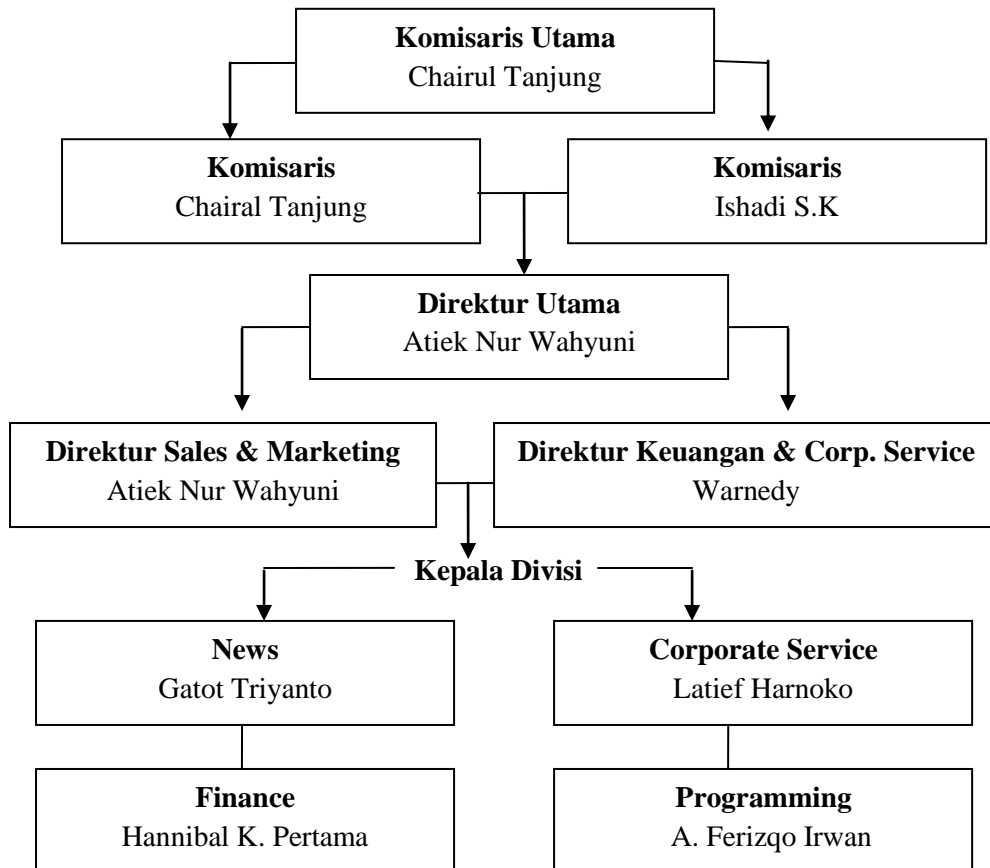 Komisaris Utama
Chairul Tanjung
Komisaris
Chairal Tanjung
Komisaris
Ishadi S.K
Direktur Utama
Atiek Nur Wahyuni
Direktur Sales & Marketing
Atiek Nur Wahyuni
Direktur Keuangan & Corp. Service
Warnedy
Kepala Divisi
News
Gatot Triyanto
Corporate Service
Latief Harnoko
Finance
Hannibal K. Pertama
Programming
A. Ferizqo Irwan